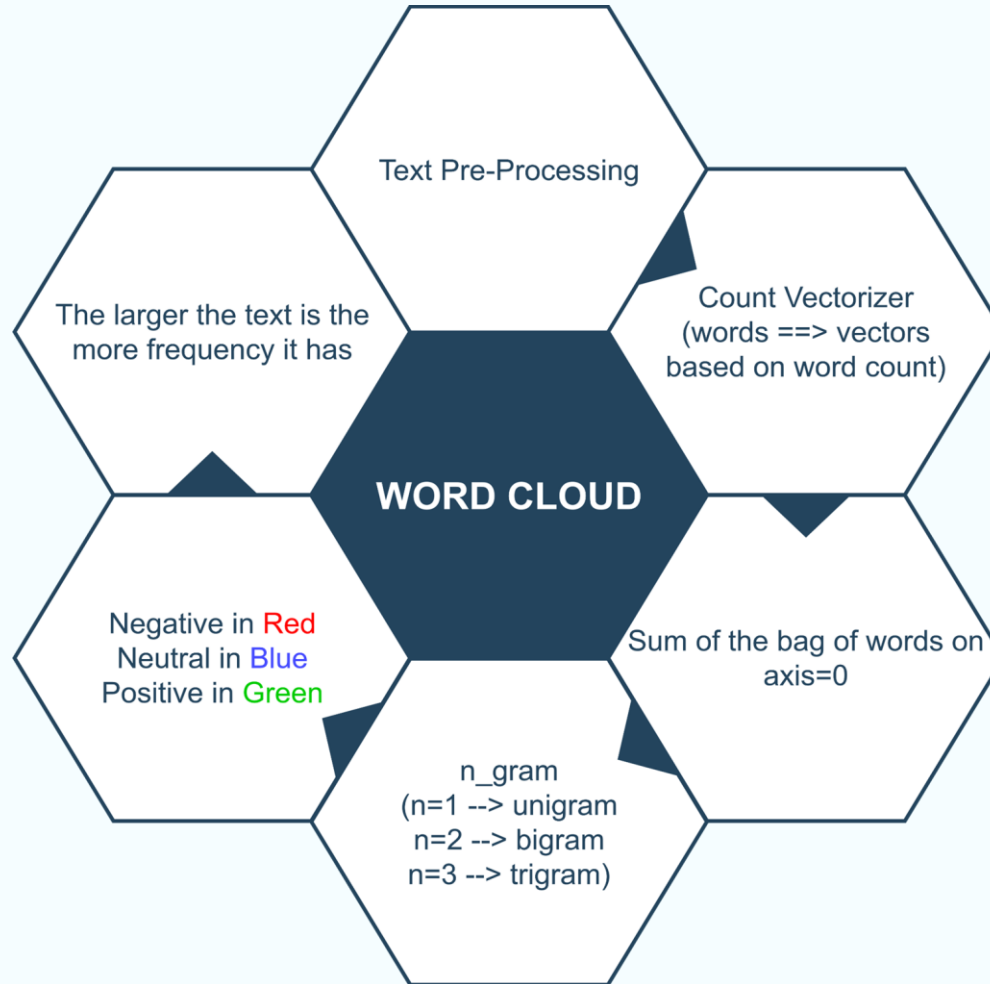 Text Pre-Processing
Count Vectorizer
(words ==> vectors
based on word count)
Sum of the bag of words on
axis=0
n_gram
(n=1 --> unigram
n=2 --> bigram
n=3 --> trigram)
Negative in Red
Neutral in Blue
Positive in Green
The larger the text is the
more frequency it has
WORD CLOUD